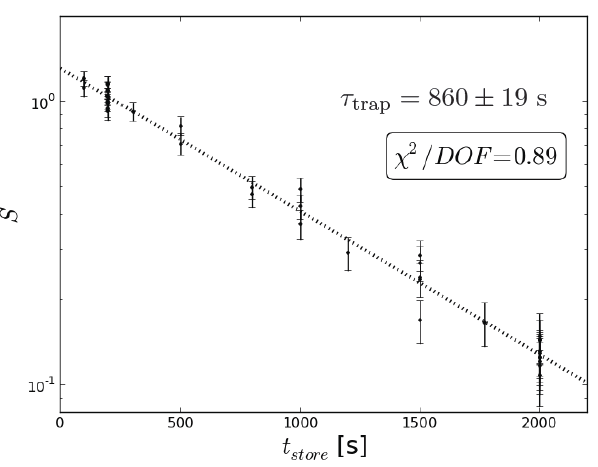 10⁰
τtrap = 860 ± 19 s
χ²/DOF=0.89
S
10⁻¹
0 500 1000 1500 2000
tstore [s]